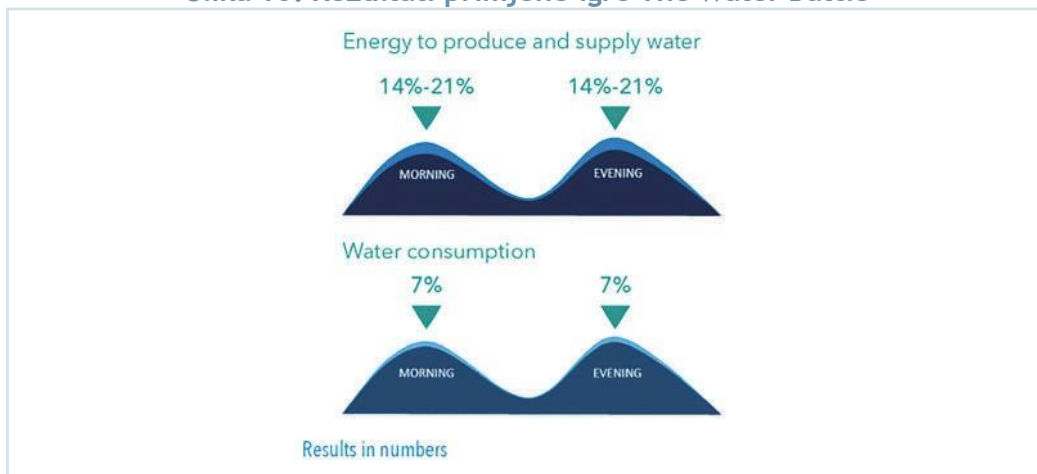 Energy to produce and supply water
14%-21% 14%-21%
MORNING EVENING
Water consumption
7% 7%
MORNING EVENING
Results in numbers